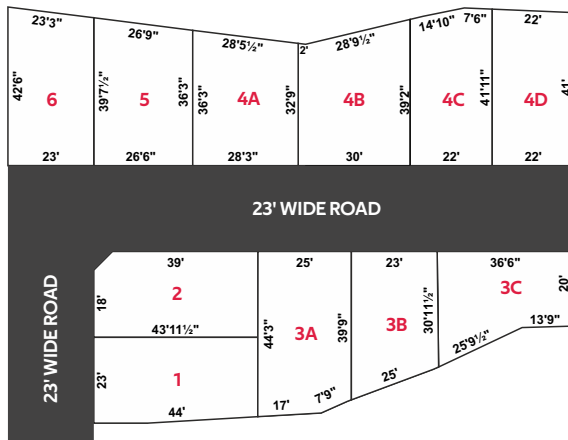 23'3" 26'9" 28'5½" 2' 28'9½" 14'10" 7'6" 22'
42'6" 6 39'7½" 5 36'3" 36'3" 4A 32'9" 4B 39'2" 4C 41'11" 4D 41'
23' 26'6" 28'3" 30' 22' 22'
23' WIDE ROAD
23' WIDE ROAD
39' 25' 23' 36'6"
18' 2 44'3" 3A 39'9" 3B 30'11½" 3C 20'
43'11½" 25'9½" 13'9"
23' 1 25'
44' 17' 7'9"